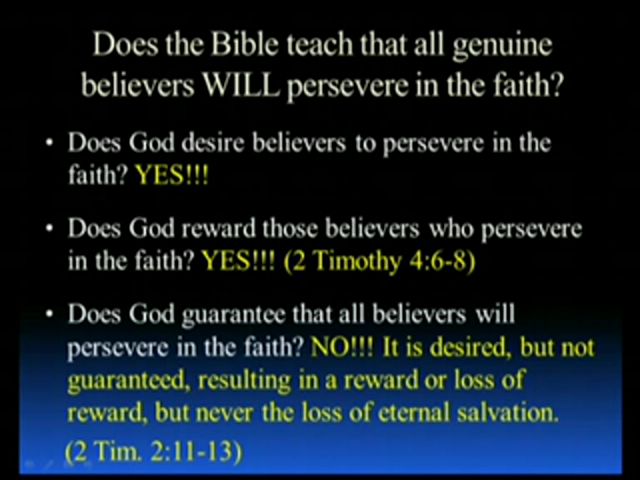 Does the Bible teach that all genuine
believers WILL persevere in the faith?
• Does God desire believers to persevere in the
faith? YES!!!
• Does God reward those believers who persevere
in the faith? YES!!! (2 Timothy 4:6-8)
• Does God guarantee that all believers will
persevere in the faith? NO!!! It is desired, but not
guaranteed, resulting in a reward or loss of
reward, but never the loss of eternal salvation.
(2 Tim. 2:11-13)